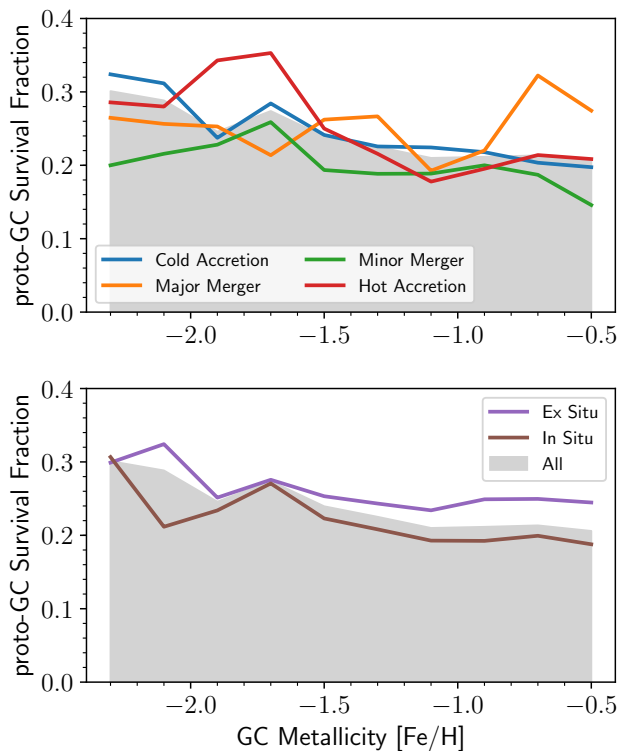 0.4
0.3
0.2
0.1
0.0
proto-GC Survival Fraction
Cold Accretion
Major Merger
Minor Merger
Hot Accretion
−2.0 −1.5 −1.0 −0.5
0.4
0.3
0.2
0.1
0.0
proto-GC Survival Fraction
Ex Situ
In Situ
All
−2.0 −1.5 −1.0 −0.5
GC Metallicity [Fe/H]